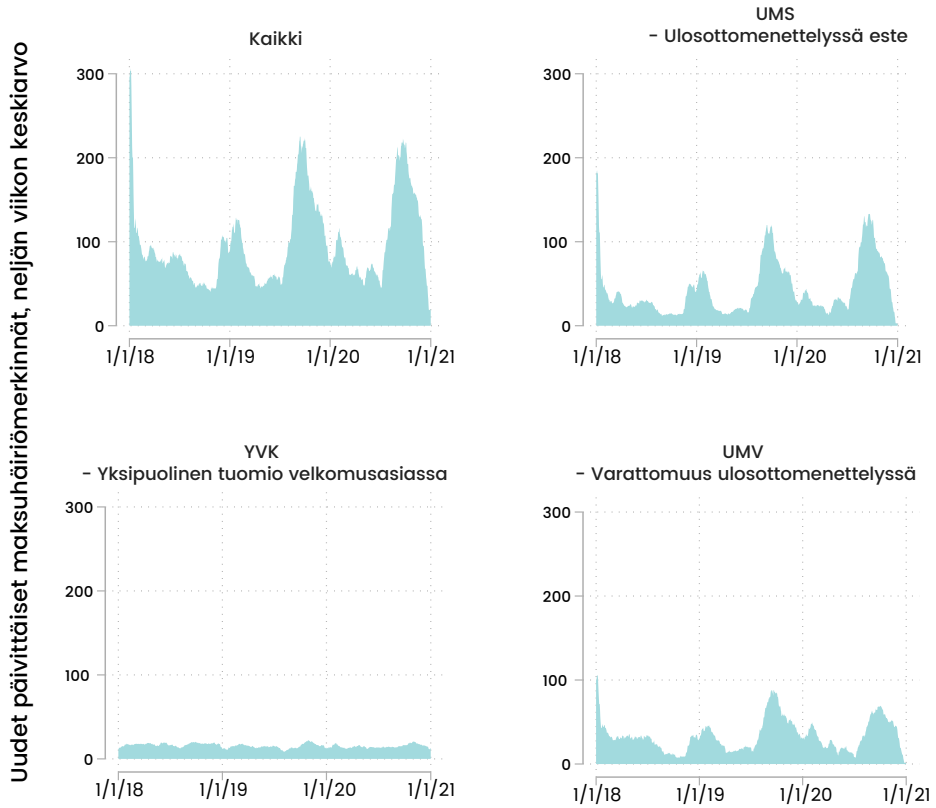 Uudet päivittäiset maksuhäiriömerkinnät, neljän viikon keskiarvo
Kaikki
300
200
100
0
1/1/18 1/1/19 1/1/20 1/1/21
UMS
- Ulosottomenettelyssä este
300
200
100
0
1/1/18 1/1/19 1/1/20 1/1/21
YVK
- Yksipuolinen tuomio velkomusasiassa
300
200
100
0
1/1/18 1/1/19 1/1/20 1/1/21
UMV
- Varattomuus ulosottomenettelyssä
300
200
100
0
1/1/18 1/1/19 1/1/20 1/1/21